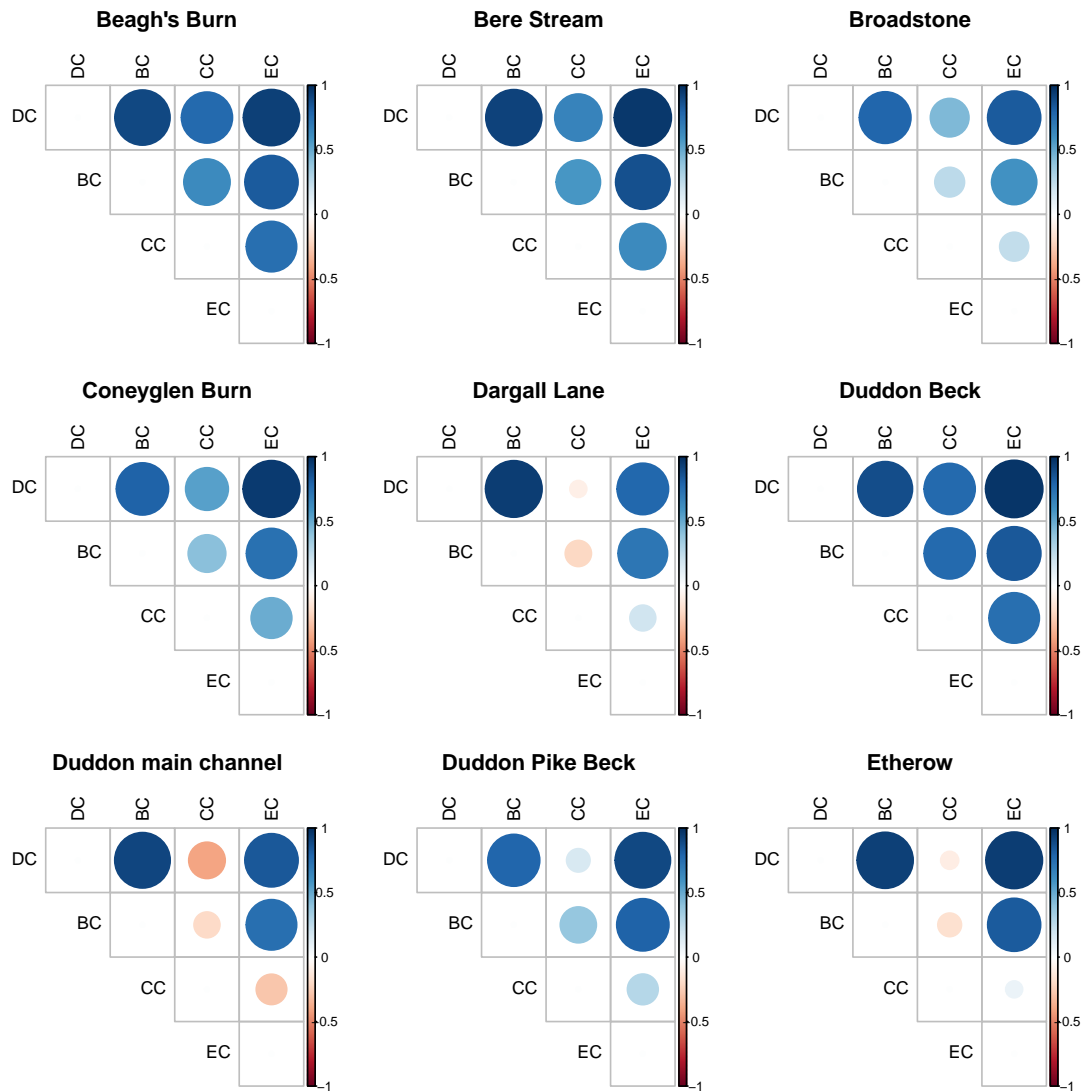 Beagh's Burn
DC BC CC EC
DC
BC
CC
EC
1
0.5
0
−0.5
−1
Bere Stream
DC BC CC EC
DC
BC
CC
EC
1
0.5
0
−0.5
−1
Broadstone
DC BC CC EC
DC
BC
CC
EC
1
0.5
0
−0.5
−1
Coneyglen Burn
DC BC CC EC
DC
BC
CC
EC
1
0.5
0
−0.5
−1
Dargall Lane
DC BC CC EC
DC
BC
CC
EC
1
0.5
0
−0.5
−1
Duddon Beck
DC BC CC EC
DC
BC
CC
EC
1
0.5
0
−0.5
−1
Duddon main channel
DC BC CC EC
DC
BC
CC
EC
1
0.5
0
−0.5
−1
Duddon Pike Beck
DC BC CC EC
DC
BC
CC
EC
1
0.5
0
−0.5
−1
Etherow
DC BC CC EC
DC
BC
CC
EC
1
0.5
0
−0.5
−1